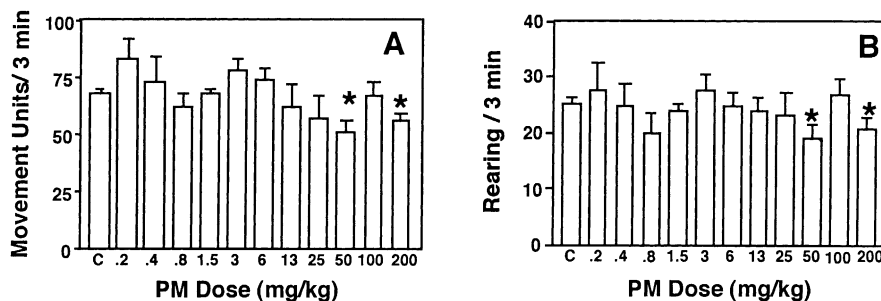 A
Movement Units/ 3 min
100
75
50
25
0
*
*
C .2 .4 .8 1.5 3 6 13 25 50 100 200
PM Dose (mg/kg)
B
Rearing / 3 min
40
30
20
10
0
*
*
C .2 .4 .8 1.5 3 6 13 25 50 100 200
PM Dose (mg/kg)